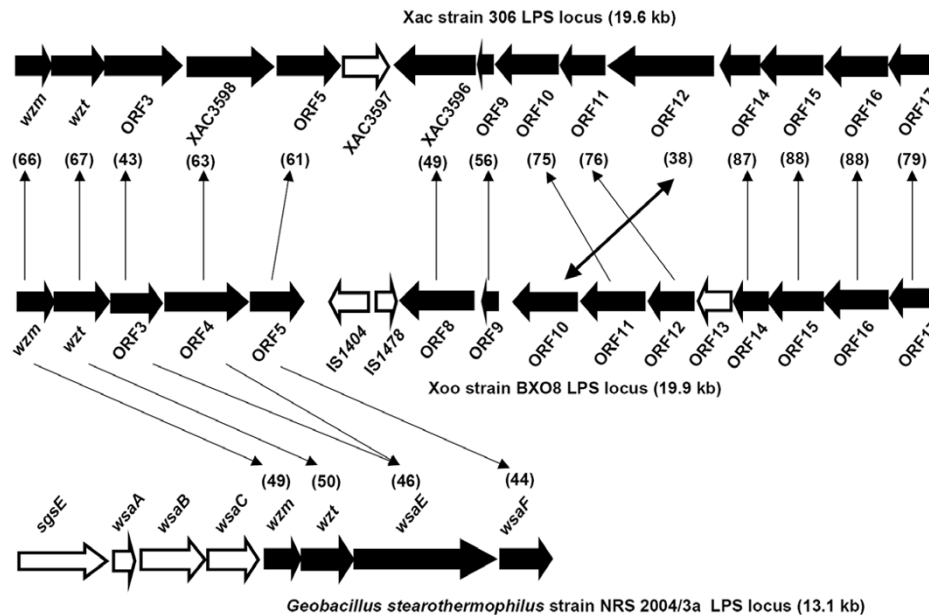 Xac strain 306 LPS locus (19.6 kb)
wzm wzt ORF3 XAC3598 ORF5 XAC3597 XAC3596 ORF9 ORF10 ORF11 ORF12 ORF14 ORF15 ORF16 ORF17
(66) (67) (43) (63) (61) (49) (56) (75) (76) (38) (87) (88) (88) (79)
wzm wzt ORF3 ORF4 ORF5 IS1404 IS1478 ORF8 ORF9 ORF10 ORF11 ORF12 ORF13 ORF14 ORF15 ORF16 ORF17
Xoo strain BXO8 LPS locus (19.9 kb)
(49) (50) (46) (44)
sgsE wsaA wsaB wsaC wzm wzt wsaE wsaF
Geobacillus stearothermophilus strain NRS 2004/3a LPS locus (13.1 kb)